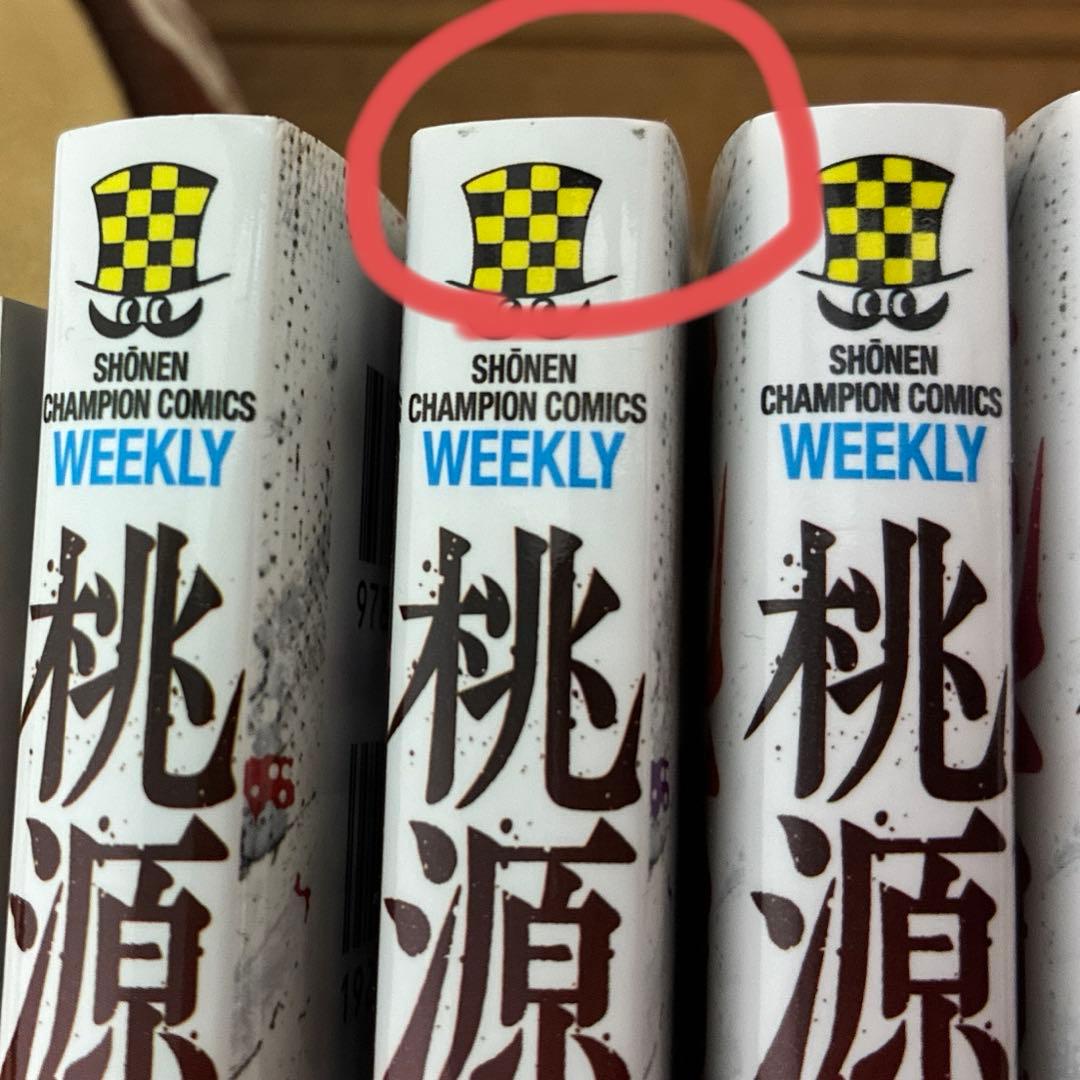 SHŌNEN
CHAMPION COMICS
WEEKLY
桃
源
SHŌNEN
CHAMPION COMICS
WEEKLY
桃
源
SHŌNEN
CHAMPION COMICS
WEEKLY
桃
源